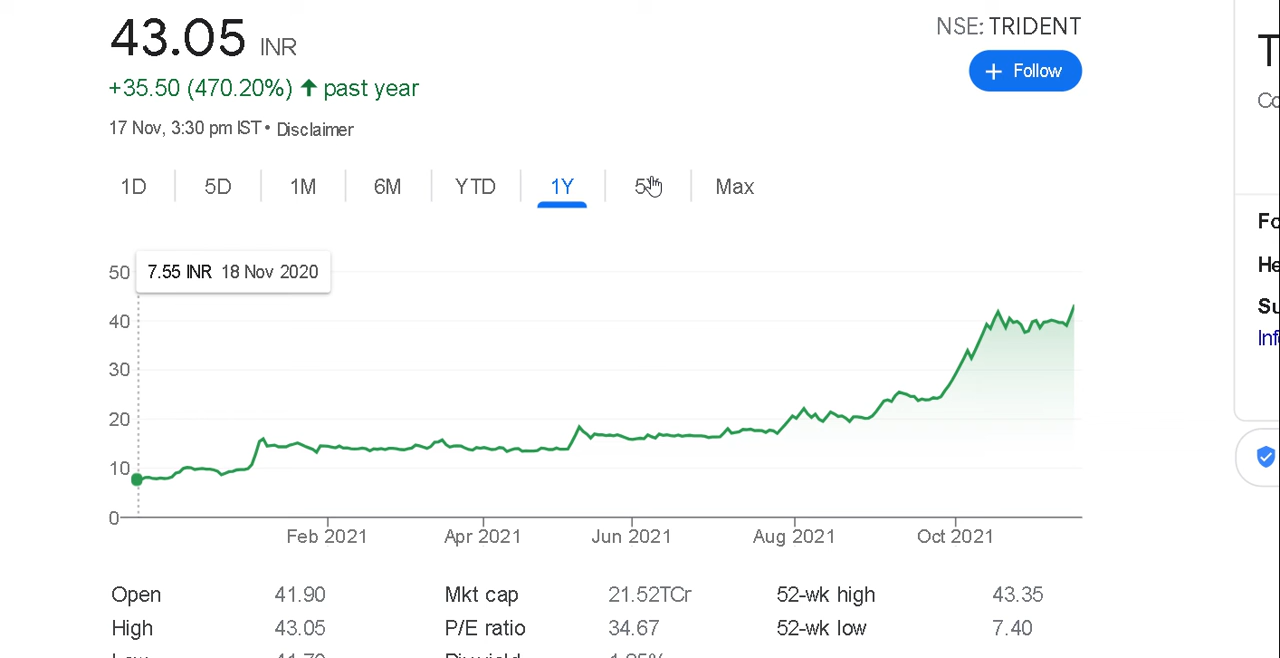 43.05 INR
NSE: TRIDENT
+ Follow
+35.50 (470.20%) ↑ past year
17 Nov, 3:30 pm IST • Disclaimer
1D 5D 1M 6M YTD 1Y Max
7.55 INR 18 Nov 2020
50
40
30
20
10
0
Feb 2021 Apr 2021 Jun 2021 Aug 2021 Oct 2021
Open 41.90 Mkt cap 21.52TCr 52-wk high 43.35
High 43.05 P/E ratio 34.67 52-wk low 7.40